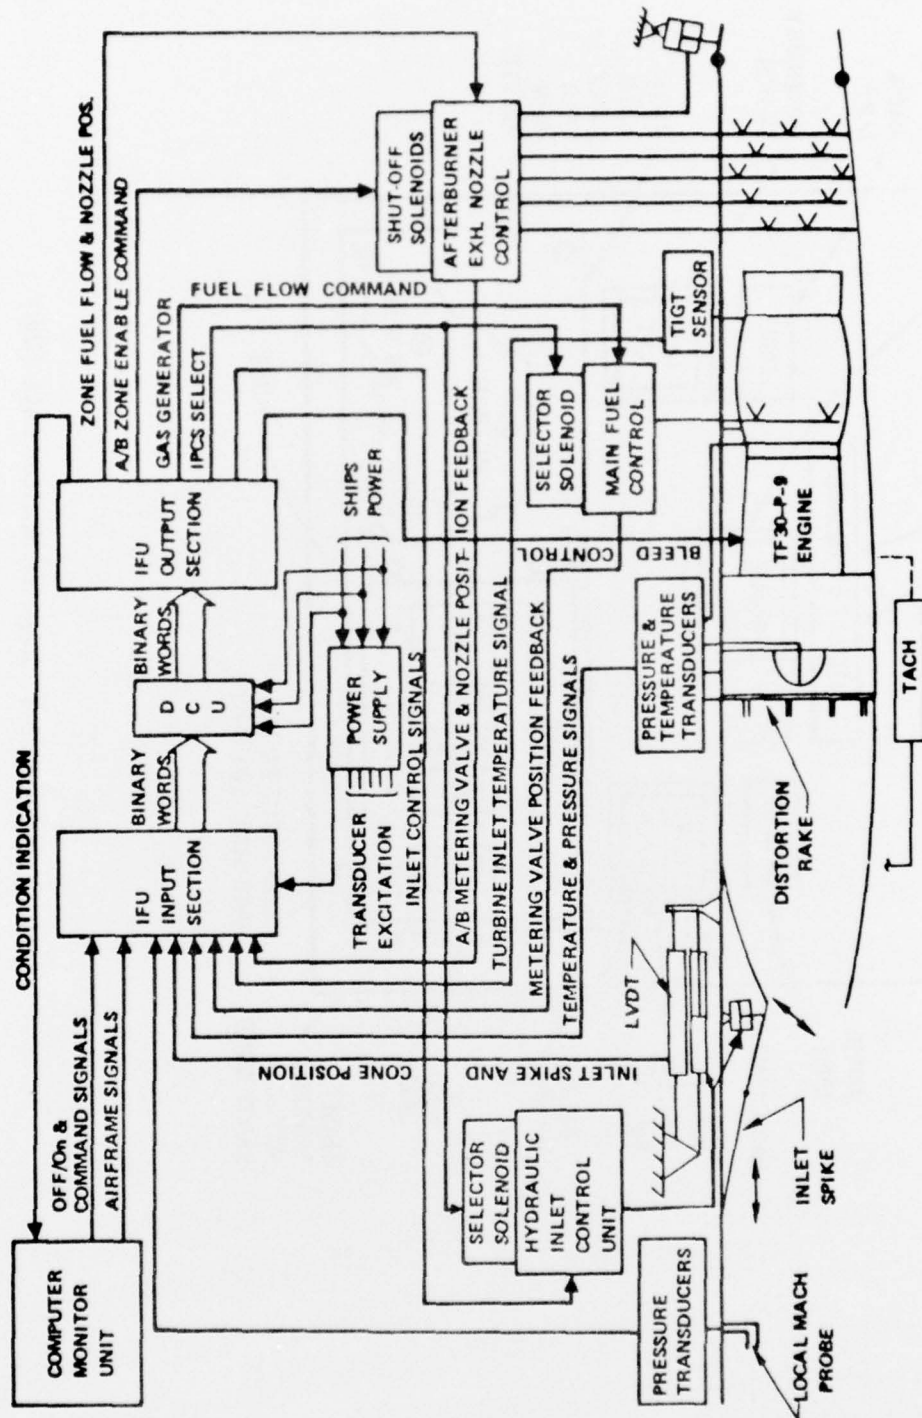 CONDITION INDICATION
COMPUTER
MONITOR
UNIT
OFF/On &
COMMAND SIGNALS
AIRFRAME SIGNALS
IFU
INPUT
SECTION
BINARY
WORDS
D
C
U
BINARY
WORDS
IFU
OUTPUT
SECTION
ZONE FUEL FLOW & NOZZLE POS.
A/B ZONE ENABLE COMMAND
GAS GENERATOR
FUEL FLOW COMMAND
IPCS SELECT
SHIPS
POWER
POWER
SUPPLY
TRANSDUCER
EXCITATION
INLET CONTROL SIGNALS
A/B METERING VALVE & NOZZLE POSITION FEEDBACK
TURBINE INLET TEMPERATURE SIGNAL
METERING VALVE POSITION FEEDBACK
TEMPERATURE & PRESSURE SIGNALS
SHUT-OFF
SOLENOIDS
AFTERBURNER
EXH. NOZZLE
CONTROL
SELECTOR
SOLENOID
MAIN FUEL
CONTROL
TIGT
SENSOR
BLEED CONTROL
INLET SPIKE AND CONE POSITION
SELECTOR
SOLENOID
HYDRAULIC
INLET
CONTROL
UNIT
LVDT
PRESSURE &
TEMPERATURE
TRANSDUCERS
PRESSURE
TRANSDUCERS
TF30-P-9
ENGINE
LOCAL MACH
PROBE
INLET
SPIKE
DISTORTION
RAKE
TACH